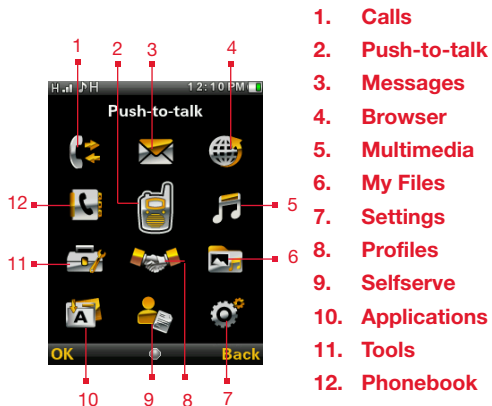 1 2 3 4
H H 12:10 PM
Push-to-talk
12 5
11 6
A
OK Back
10 9 8 7
1. Calls
2. Push-to-talk
3. Messages
4. Browser
5. Multimedia
6. My Files
7. Settings
8. Profiles
9. Selfserve
10. Applications
11. Tools
12. Phonebook